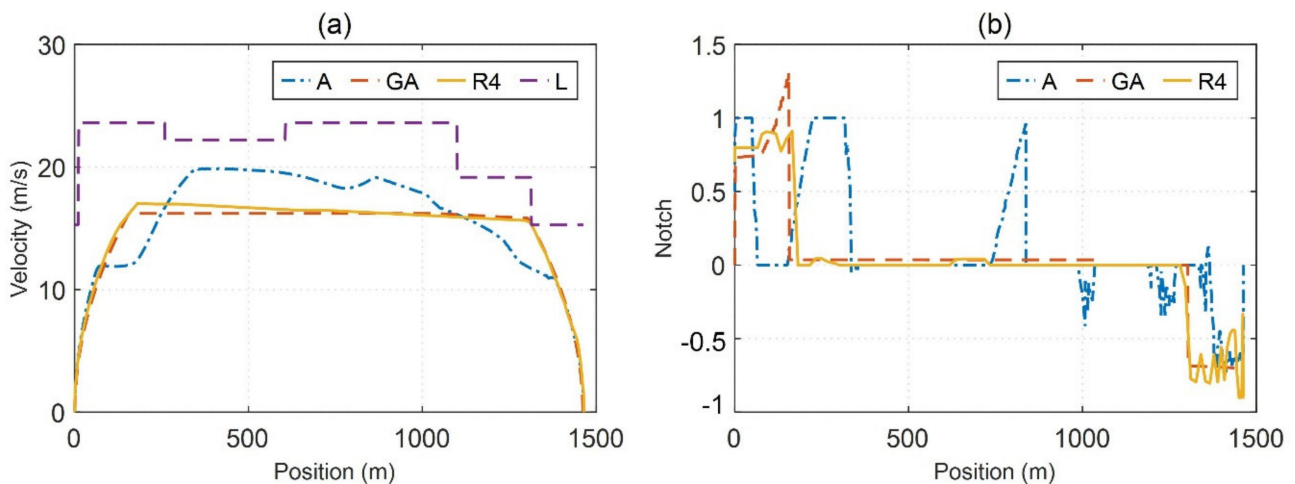 (a)
30
20
10
0
0
500
1000
1500
Velocity (m/s)
Position (m)
A
GA
R4
L
(b)
1.5
1
0.5
0
-0.5
-1
0
500
1000
1500
Notch
Position (m)
A
GA
R4